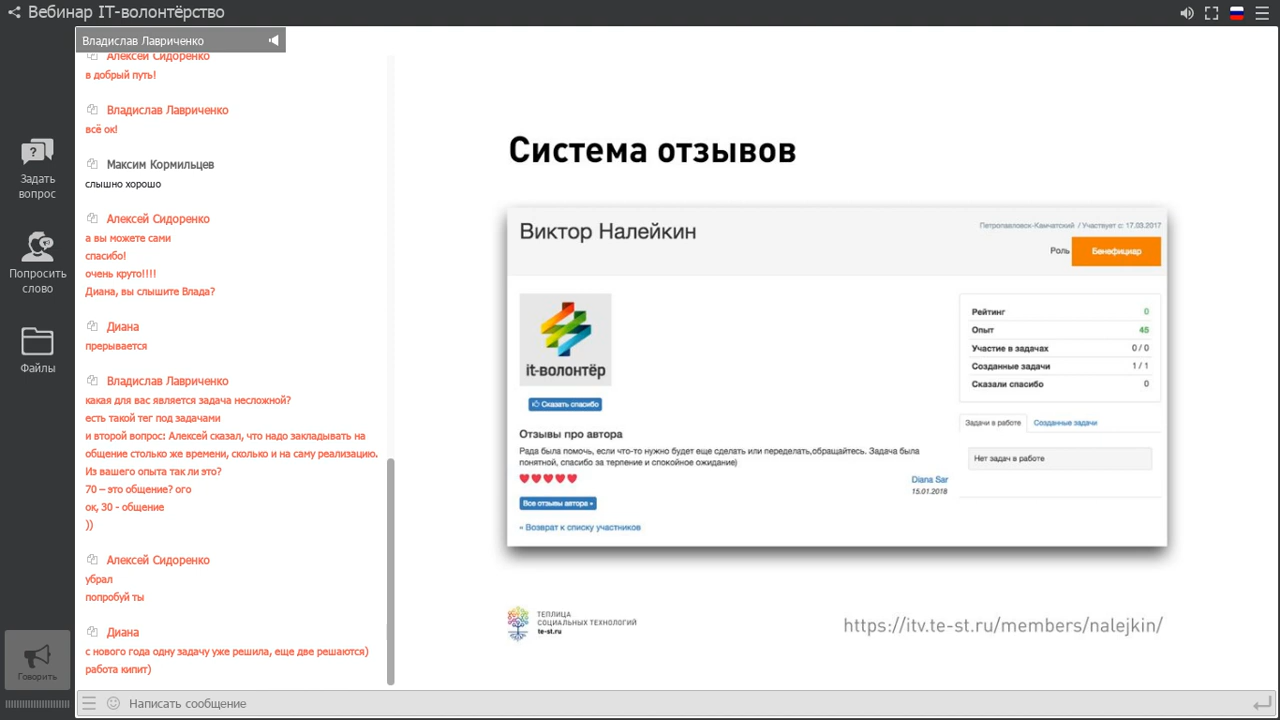 Вебинар IT-волонтёрство
Владислав Лавриченко
Алексей Сидоренко
в добрый путь!
Владислав Лавриченко
всё ок!
Максим Кормильцев
слышно хорошо
Алексей Сидоренко
а вы можете сами
спасибо!
очень круто!!!!
Диана, вы слышите Влада?
Диана
прерывается
Владислав Лавриченко
какая для вас является задача несложной?
есть такой тег под задачами
и второй вопрос: Алексей сказал, что надо закладывать на
общение столько же времени, сколько и на саму реализацию.
Из вашего опыта так ли это?
70 – это общение? ого
ок, 30 - общение
))
Алексей Сидоренко
убрал
попробуй ты
Диана
с нового года одну задачу уже решила, еще две решаются)
работа кипит)
Задать
вопрос
Попросить
слово
Файлы
Говорить
Написать сообщение
Система отзывов
Виктор Налейкин
Петропавловск-Камчатский / Участвует с: 17.03.2017
Роль Бенефициар
it-волонтёр
Сказать спасибо
Рейтинг 0
Опыт 45
Участие в задачах 0 / 0
Созданные задачи 1 / 1
Сказали спасибо 0
Задачи в работе Созданные задачи
Нет задач в работе
Отзывы про автора
Рада была помочь, если что-то нужно будет еще сделать или переделать,обращайтесь. Задача была
понятной, спасибо за терпение и спокойное ожидание)
Diana Sar
15.01.2018
Все отзывы автора »
« Возврат к списку участников
ТЕПЛИЦА
СОЦИАЛЬНЫХ ТЕХНОЛОГИЙ
te-st.ru
https://itv.te-st.ru/members/nalejkin/